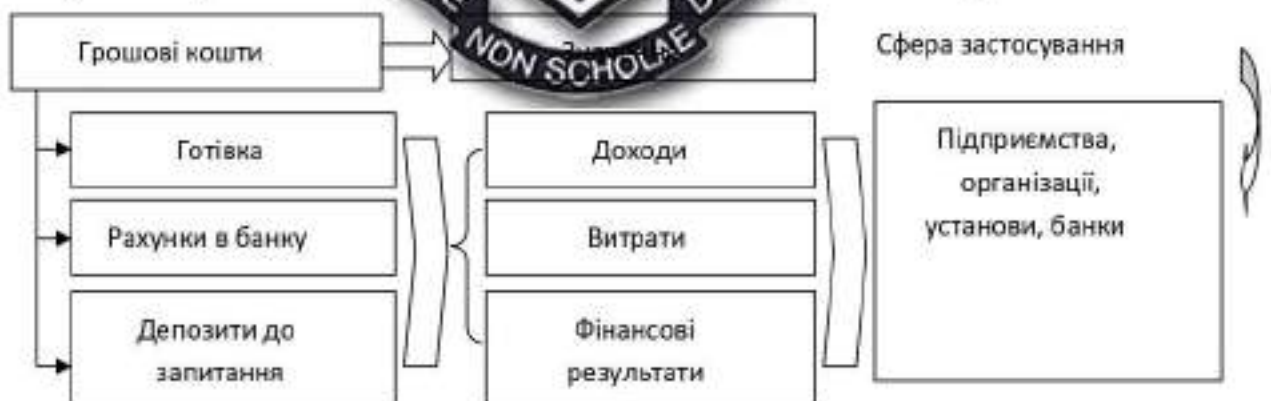 NON SCHOLAE
Грошові кошти
Сфера застосування
Готівка
Доходи
Підприємства,
організації,
установи, банки
Рахунки в банку
Витрати
Депозити до
запитання
Фінансові
результати